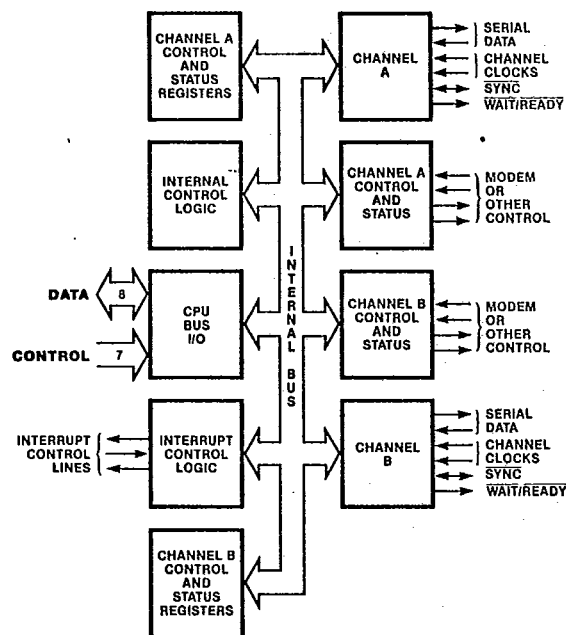 CHANNEL A
CONTROL
AND
STATUS
REGISTERS
CHANNEL
A
SERIAL
DATA
CHANNEL
CLOCKS
SYNC
WAIT/READY
INTERNAL
CONTROL
LOGIC
CHANNEL A
CONTROL
AND
STATUS
MODEM
OR
OTHER
CONTROL
DATA
8
CONTROL
7
CPU
BUS
I/O
INTERNAL BUS
CHANNEL B
CONTROL
AND
STATUS
MODEM
OR
OTHER
CONTROL
INTERRUPT
CONTROL
LINES
INTERRUPT
CONTROL
LOGIC
CHANNEL
B
SERIAL
DATA
CHANNEL
CLOCKS
SYNC
WAIT/READY
CHANNEL B
CONTROL
AND
STATUS
REGISTERS